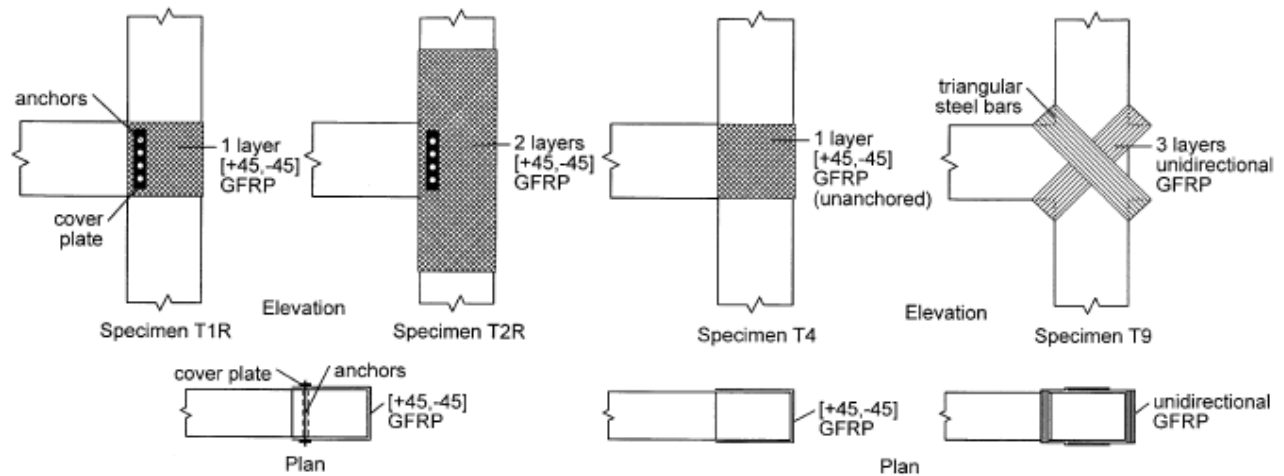 anchors
1 layer
[+45,-45]
GFRP
cover
plate
2 layers
[+45,-45]
GFRP
1 layer
[+45,-45]
GFRP
(unanchored)
triangular
steel bars
3 layers
unidirectional
GFRP
Elevation
Elevation
Specimen T1R
Specimen T2R
Specimen T4
Specimen T9
cover plate
anchors
[+45,-45]
GFRP
Plan
[+45,-45]
GFRP
unidirectional
GFRP
Plan